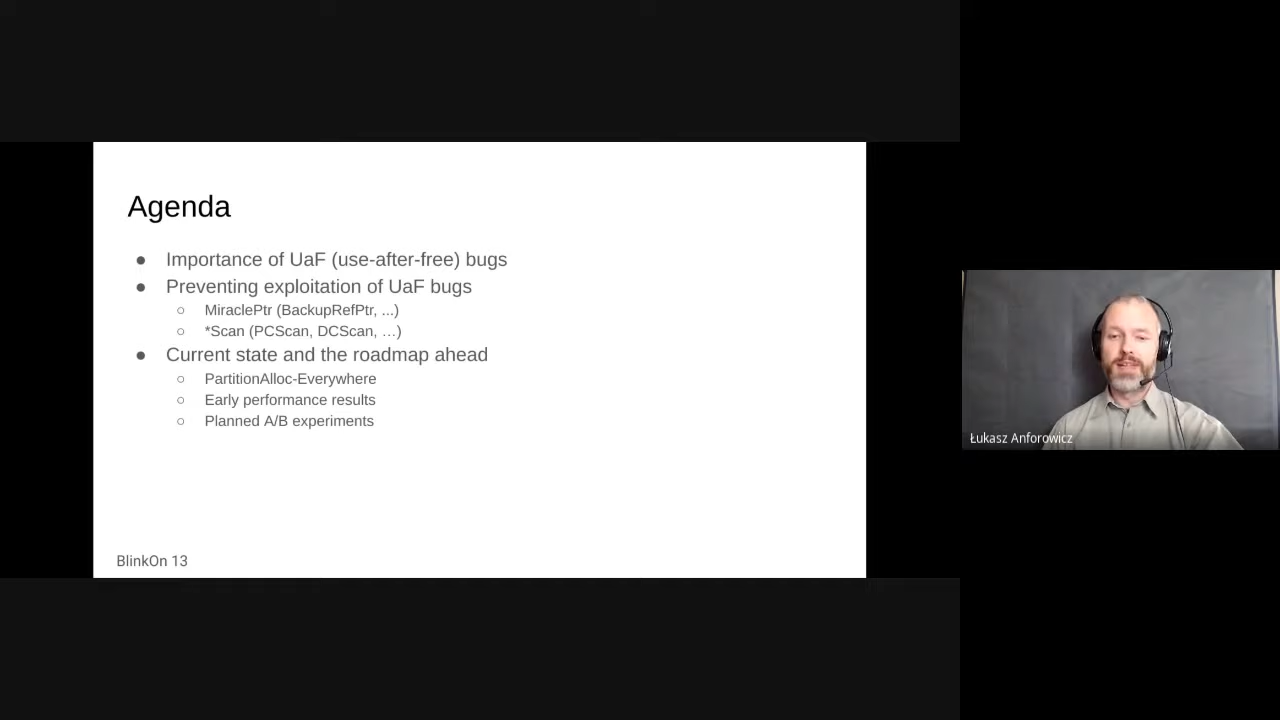 Agenda
● Importance of UaF (use-after-free) bugs
● Preventing exploitation of UaF bugs
○ MiraclePtr (BackupRefPtr, ...)
○ *Scan (PCScan, DCScan, …)
● Current state and the roadmap ahead
○ PartitionAlloc-Everywhere
○ Early performance results
○ Planned A/B experiments
BlinkOn 13
Łukasz Anforowicz